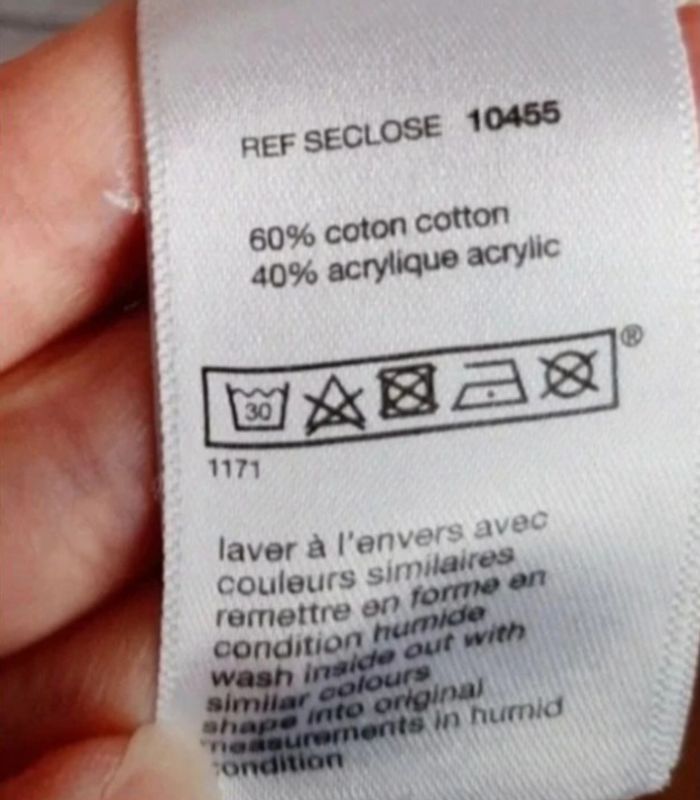 REF SECLOSE 10455
60% coton cotton
40% acrylique acrylic
30
®
1171
laver à l'envers avec
couleurs similaires
remettre en forme en
condition humide
wash inside out with
similar colours
shape into original
measurements in humid
condition